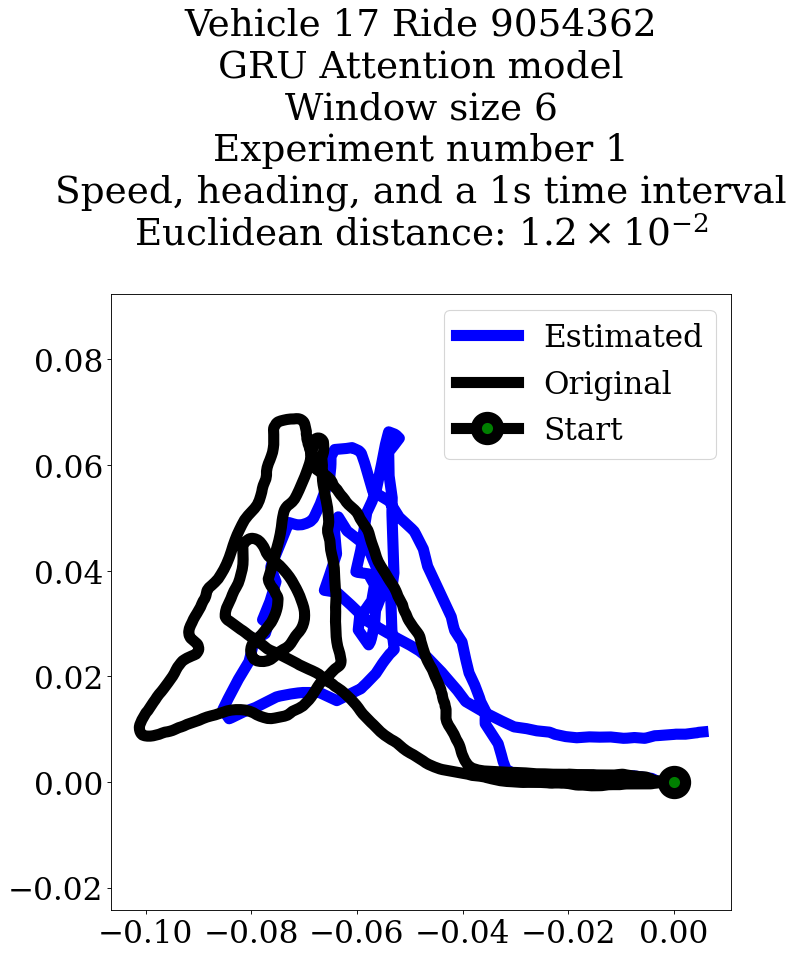 Vehicle 17 Ride 9054362
GRU Attention model
Window size 6
Experiment number 1
Speed, heading, and a 1s time interval
Euclidean distance: 1.2 × 10⁻²
Estimated
Original
Start
0.08
0.06
0.04
0.02
0.00
−0.02
−0.10 −0.08 −0.06 −0.04 −0.02 0.00